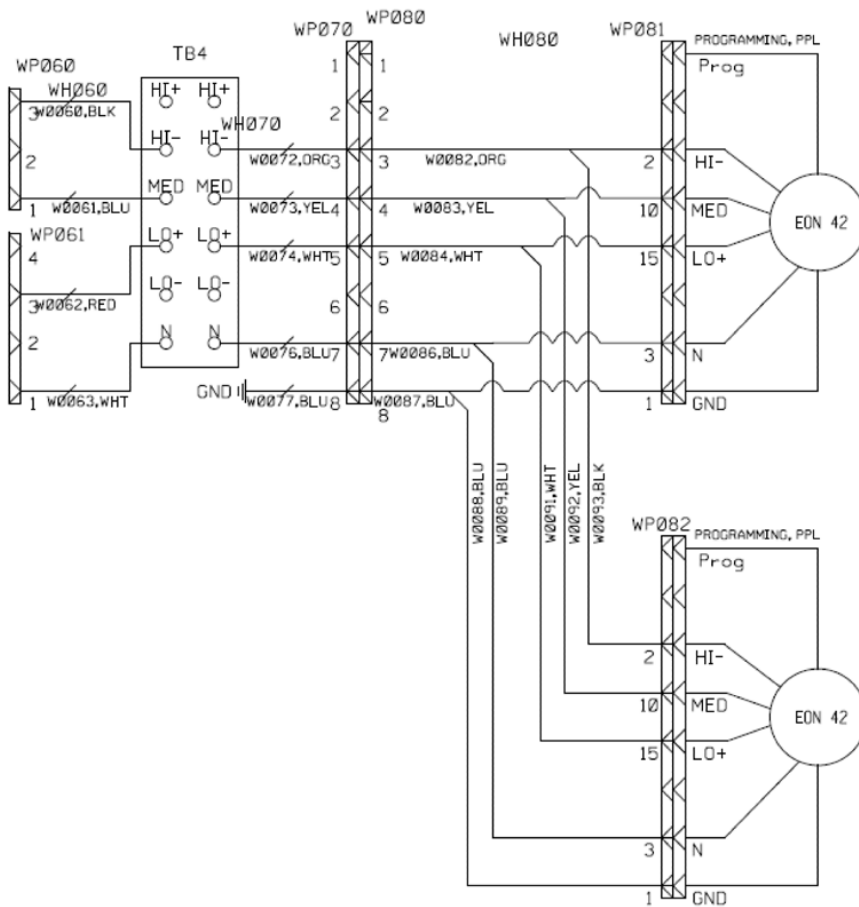 WP060
WH060
3
W0060,BLK
2
1
W0061,BLU
WP061
4
3
W0062,RED
2
1
W0063,WHT
TB4
HI+ HI+
HI- HI-
MED MED
LO+ LO+
LO- LO-
N N
WH070
W0072,ORG
W0073,YEL
W0074,WHT
W0076,BLU
GND
W0077,BLU
WP070
1
2
3
4
5
6
7
8
WP080
1
2
3
4
5
6
7
8
WH080
W0082,ORG
W0083,YEL
W0084,WHT
W0086,BLU
W0087,BLU
W0088,BLU
W0089,BLU
W0091,WHT
W0092,YEL
W0093,BLK
WP081
PROGRAMMING,PPL
Prog
2 HI-
10 MED
15 LO+
3 N
1 GND
EON 42
WP082
PROGRAMMING,PPL
Prog
2 HI-
10 MED
15 LO+
3 N
1 GND
EON 42